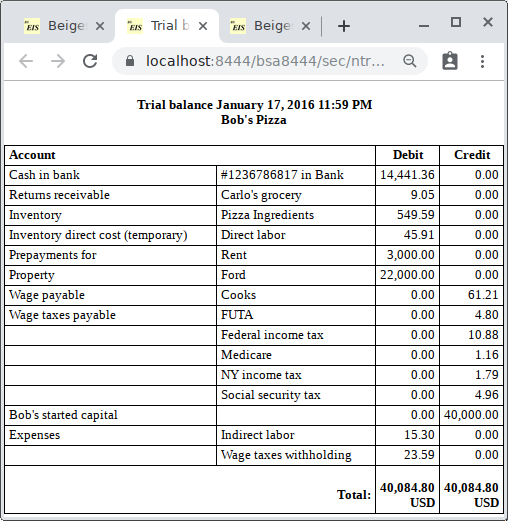 EIS Beige
EIS Trial b
EIS Beige
localhost:8444/bsa8444/sec/ntr...
Trial balance January 17, 2016 11:59 PM
Bob's Pizza
Account Debit Credit
Cash in bank #1236786817 in Bank 14,441.36 0.00
Returns receivable Carlo's grocery 9.05 0.00
Inventory Pizza Ingredients 549.59 0.00
Inventory direct cost (temporary) Direct labor 45.91 0.00
Prepayments for Rent 3,000.00 0.00
Property Ford 22,000.00 0.00
Wage payable Cooks 0.00 61.21
Wage taxes payable FUTA 0.00 4.80
Federal income tax 0.00 10.88
Medicare 0.00 1.16
NY income tax 0.00 1.79
Social security tax 0.00 4.96
Bob's started capital 0.00 40,000.00
Expenses Indirect labor 15.30 0.00
Wage taxes withholding 23.59 0.00
Total: 40,084.80 USD 40,084.80 USD